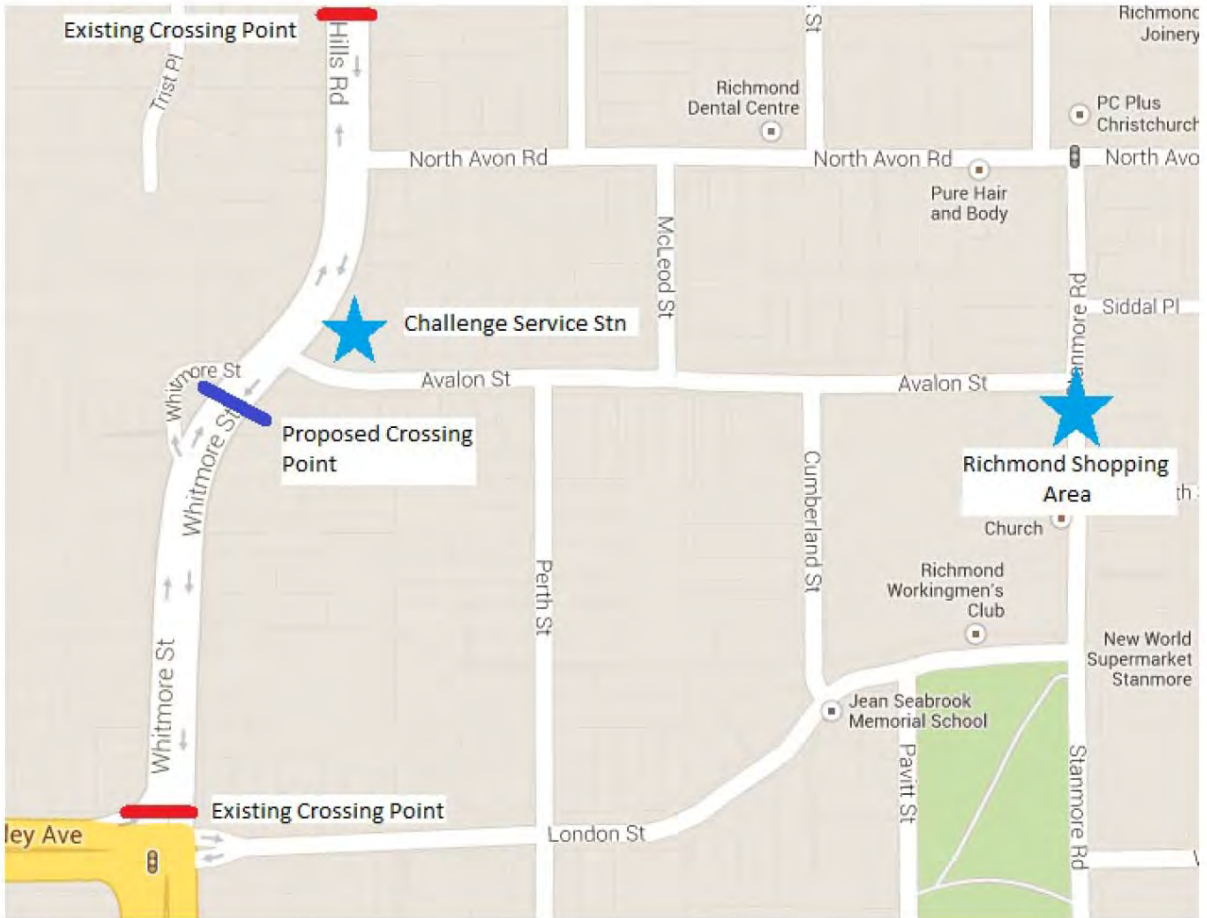 Existing Crossing Point
Hills Rd
Trist Pl
Richmond
Joinery
St
Richmond
Dental Centre
PC Plus
Christchurch
North Avon Rd
North Avon Rd
North Avo
Pure Hair
and Body
McLeod St
Siddal Pl
Challenge Service Stn
Whitmore St
Avalon St
Avalon St
Whitmore St
Proposed Crossing
Point
Richmond Shopping
Area
Church
Cumberland St
Perth St
Richmond
Workingmen's
Club
New World
Supermarket
Stanmore
Whitmore St
Jean Seabrook
Memorial School
Pavitt St
Stanmore Rd
Existing Crossing Point
ley Ave
London St